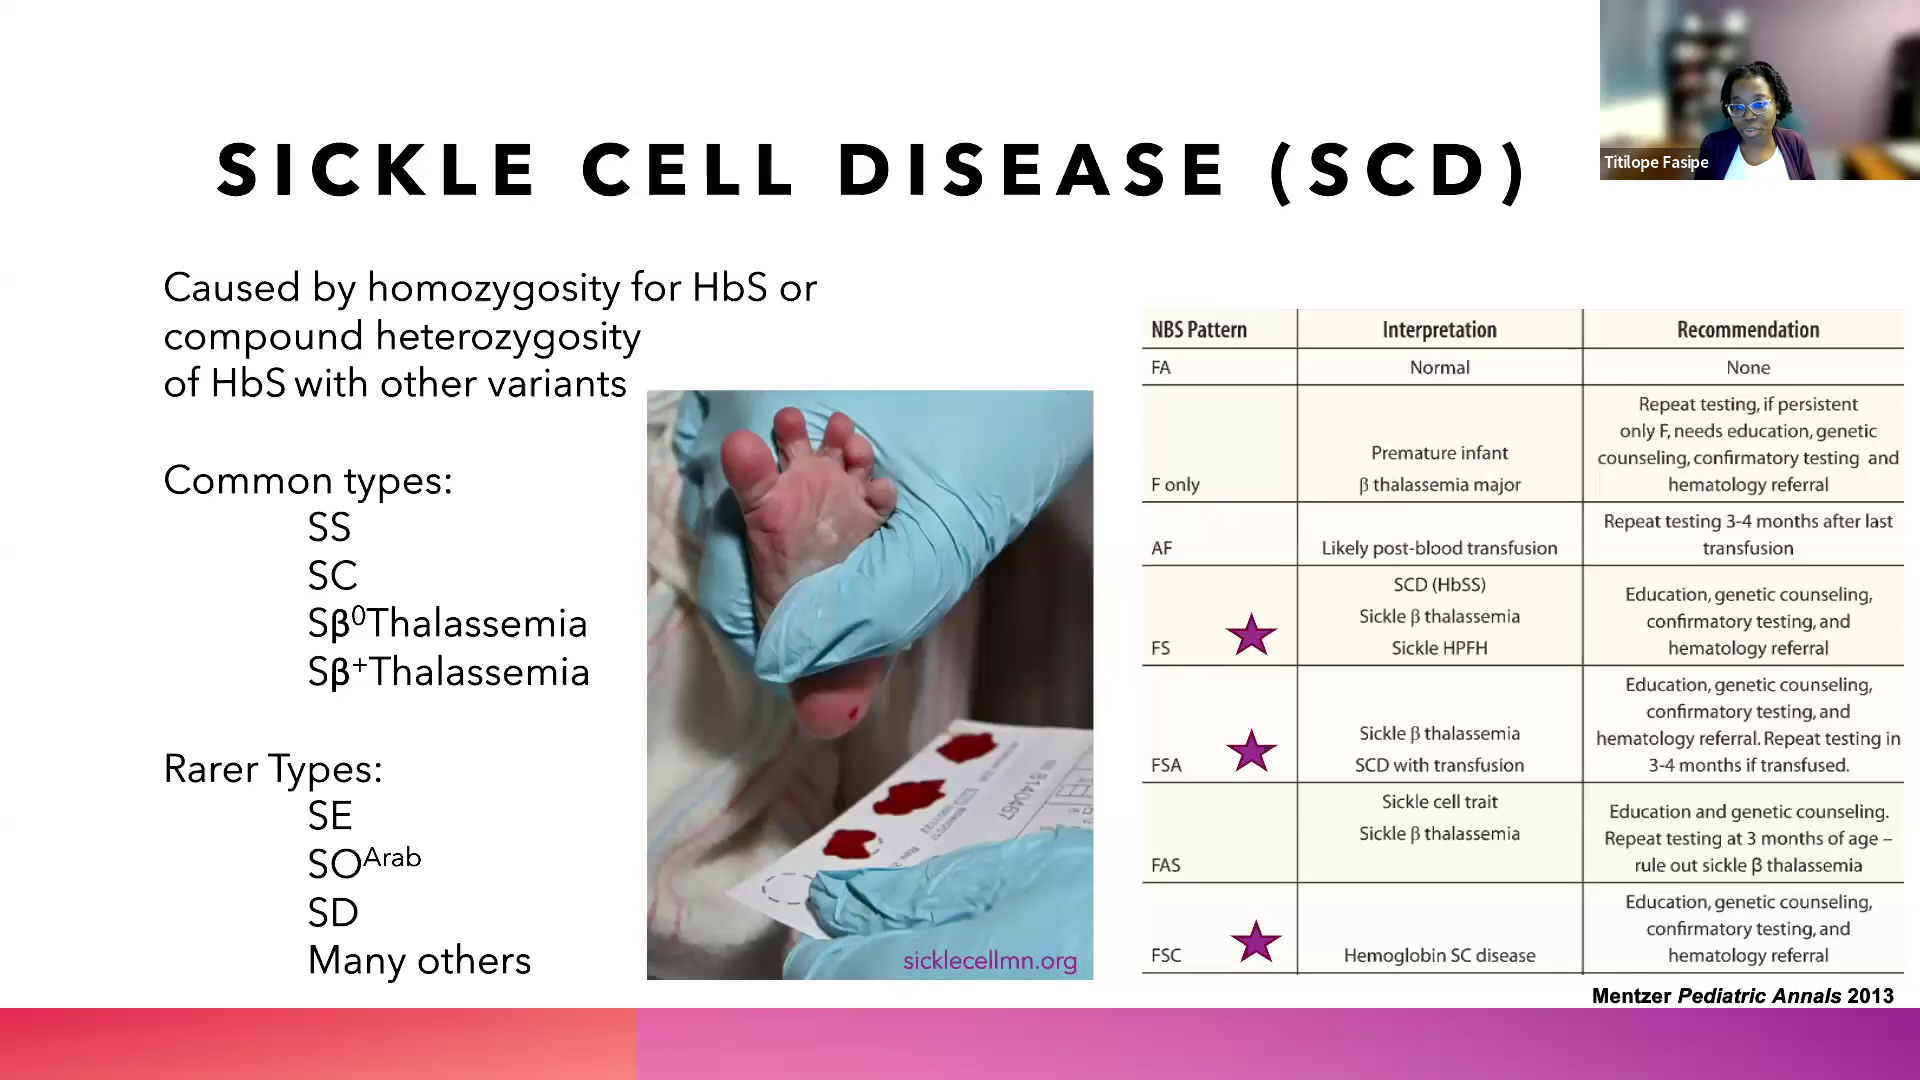 SICKLE CELL DISEASE (SCD)
Titilope Fasipe
Caused by homozygosity for HbS or
compound heterozygosity
of HbS with other variants
Common types:
SS
SC
Sβ⁰Thalassemia
Sβ⁺Thalassemia
Rarer Types:
SE
SOᴬʳᵃᵇ
SD
Many others
sicklecellmn.org
NBS Pattern Interpretation Recommendation
FA Normal None
Repeat testing, if persistent
only F, needs education, genetic
Premature infant counseling, confirmatory testing and
F only β thalassemia major hematology referral
Repeat testing 3-4 months after last
AF Likely post-blood transfusion transfusion
SCD (HbSS) Education, genetic counseling,
Sickle β thalassemia confirmatory testing, and
FS Sickle HPFH hematology referral
Education, genetic counseling,
confirmatory testing, and
Sickle β thalassemia hematology referral. Repeat testing in
FSA SCD with transfusion 3-4 months if transfused.
Sickle cell trait Education and genetic counseling.
Sickle β thalassemia Repeat testing at 3 months of age –
FAS rule out sickle β thalassemia
Education, genetic counseling,
confirmatory testing, and
FSC Hemoglobin SC disease hematology referral
Mentzer Pediatric Annals 2013